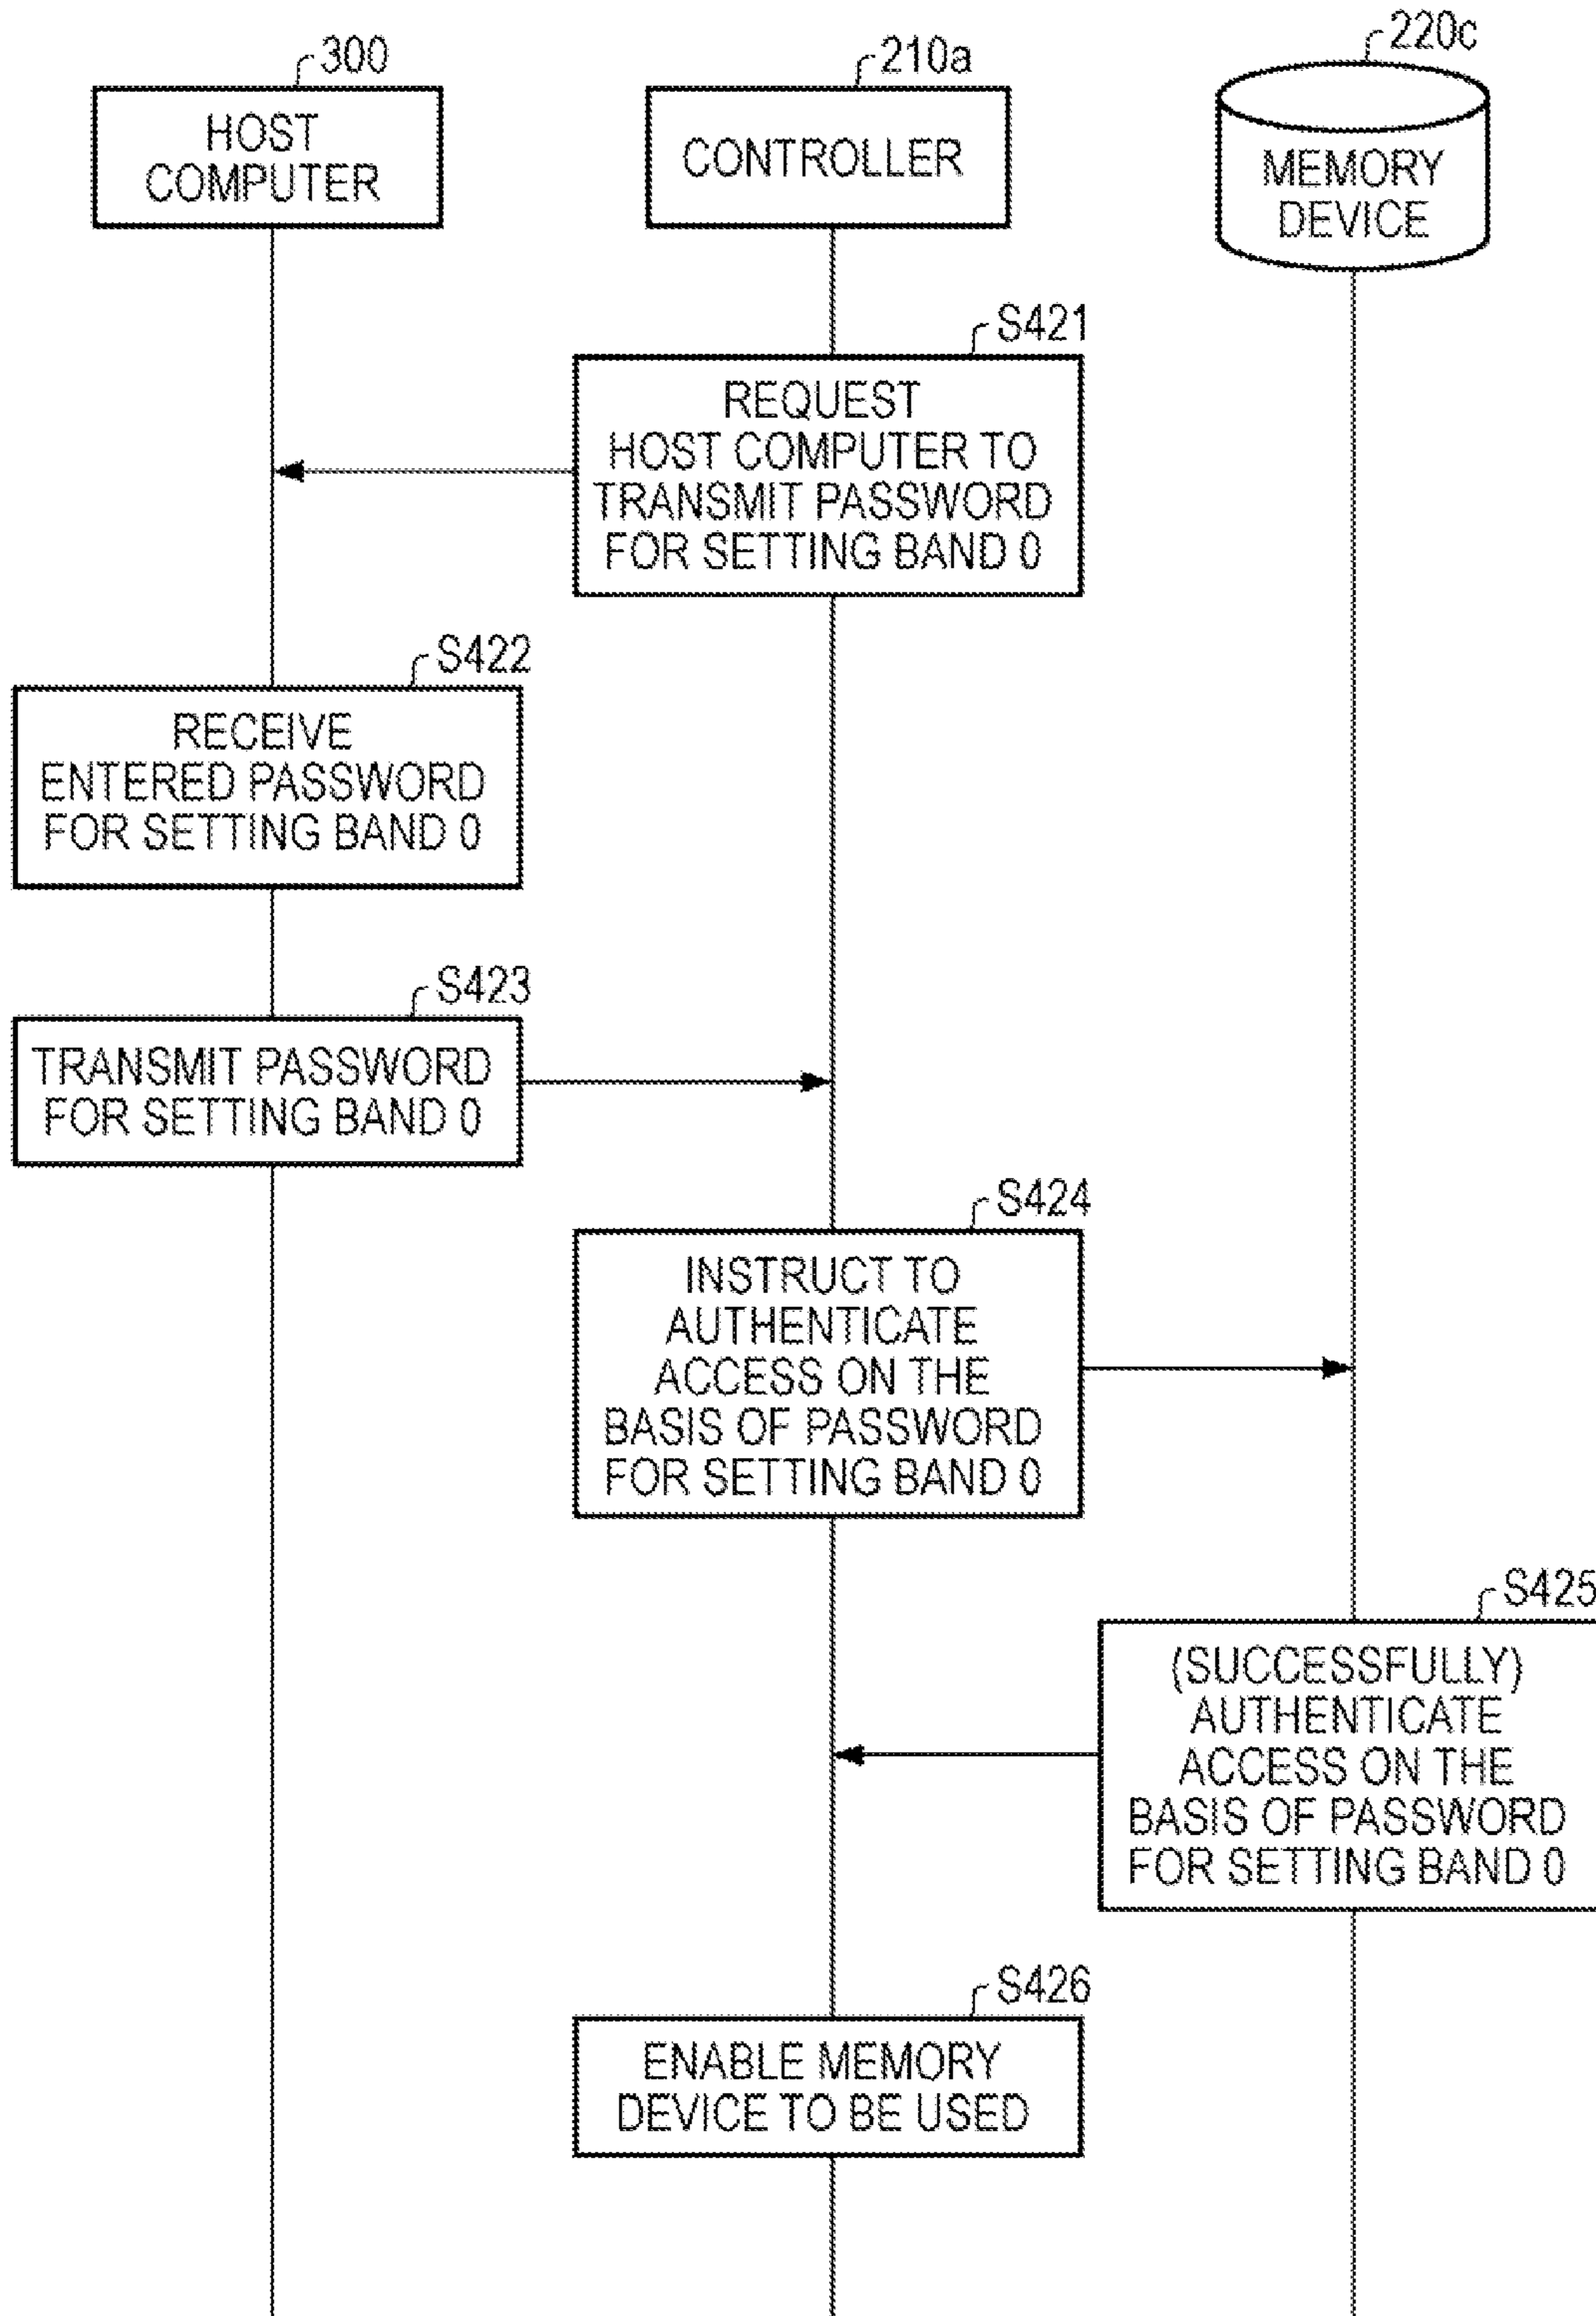 300
HOST
COMPUTER
210a
CONTROLLER
220c
MEMORY
DEVICE
S421
REQUEST
HOST COMPUTER TO
TRANSMIT PASSWORD
FOR SETTING BAND 0
S422
RECEIVE
ENTERED PASSWORD
FOR SETTING BAND 0
S423
TRANSMIT PASSWORD
FOR SETTING BAND 0
S424
INSTRUCT TO
AUTHENTICATE
ACCESS ON THE
BASIS OF PASSWORD
FOR SETTING BAND 0
S425
(SUCCESSFULLY)
AUTHENTICATE
ACCESS ON THE
BASIS OF PASSWORD
FOR SETTING BAND 0
S426
ENABLE MEMORY
DEVICE TO BE USED